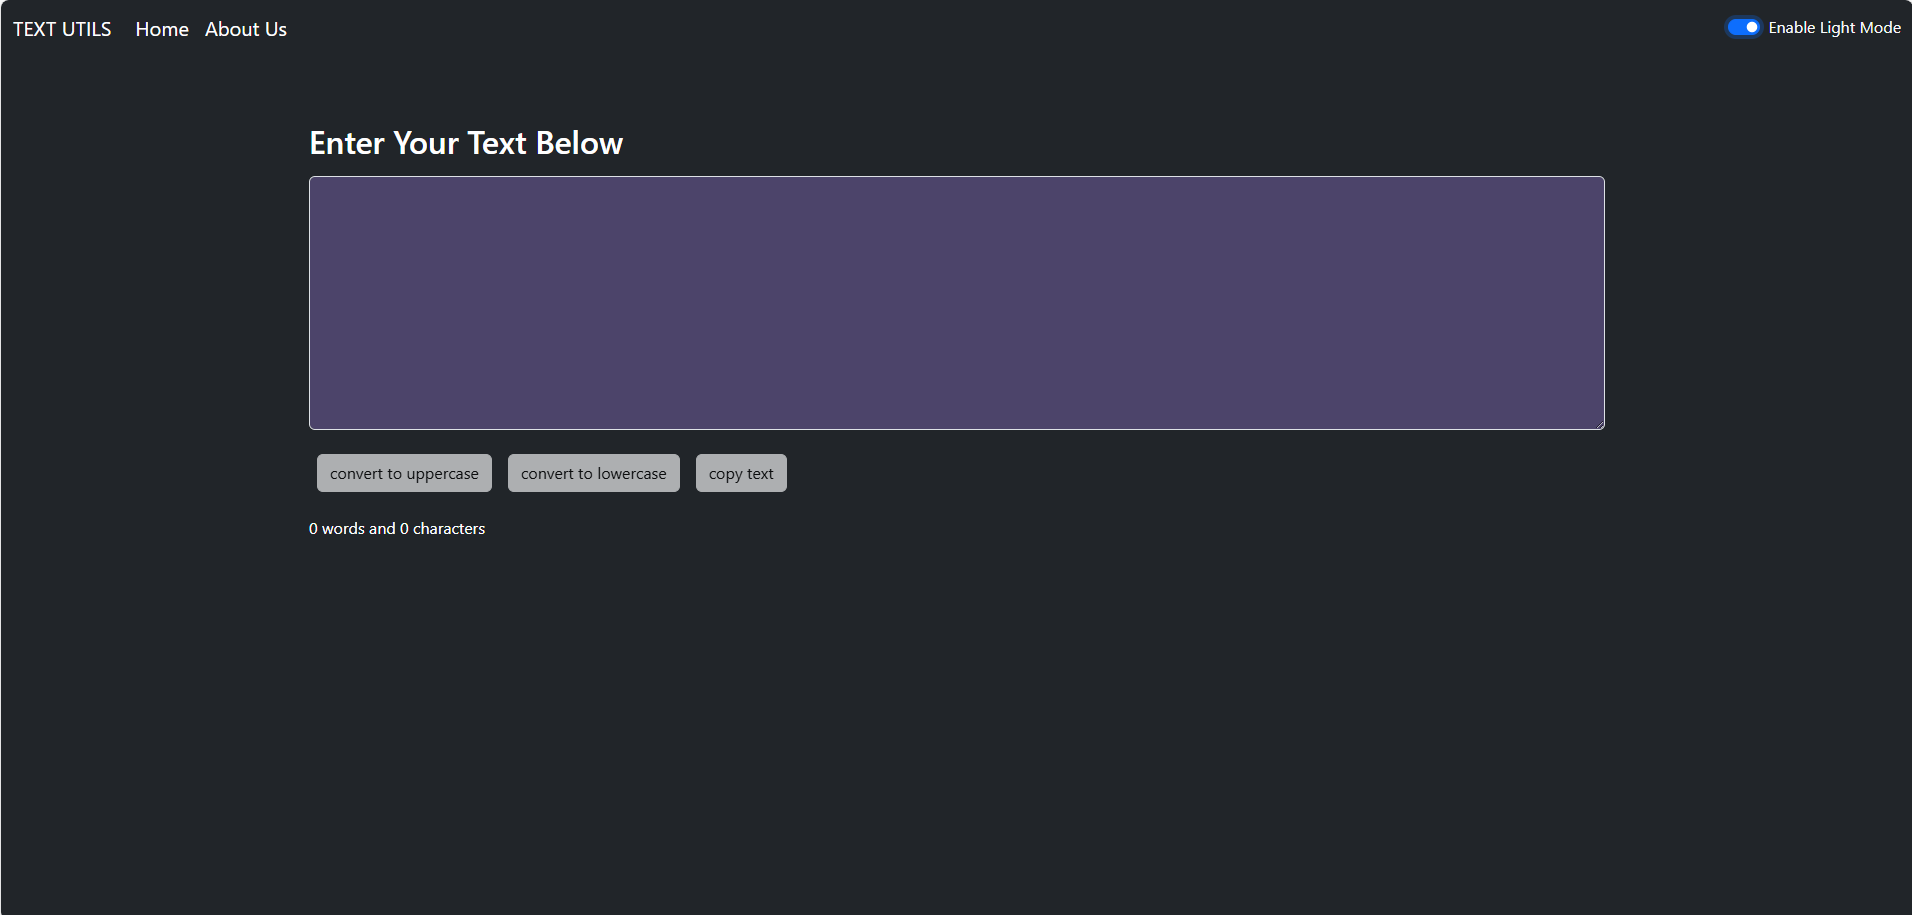 TEXT UTILS Home About Us Enable Light Mode
Enter Your Text Below
convert to uppercase convert to lowercase copy text
0 words and 0 characters